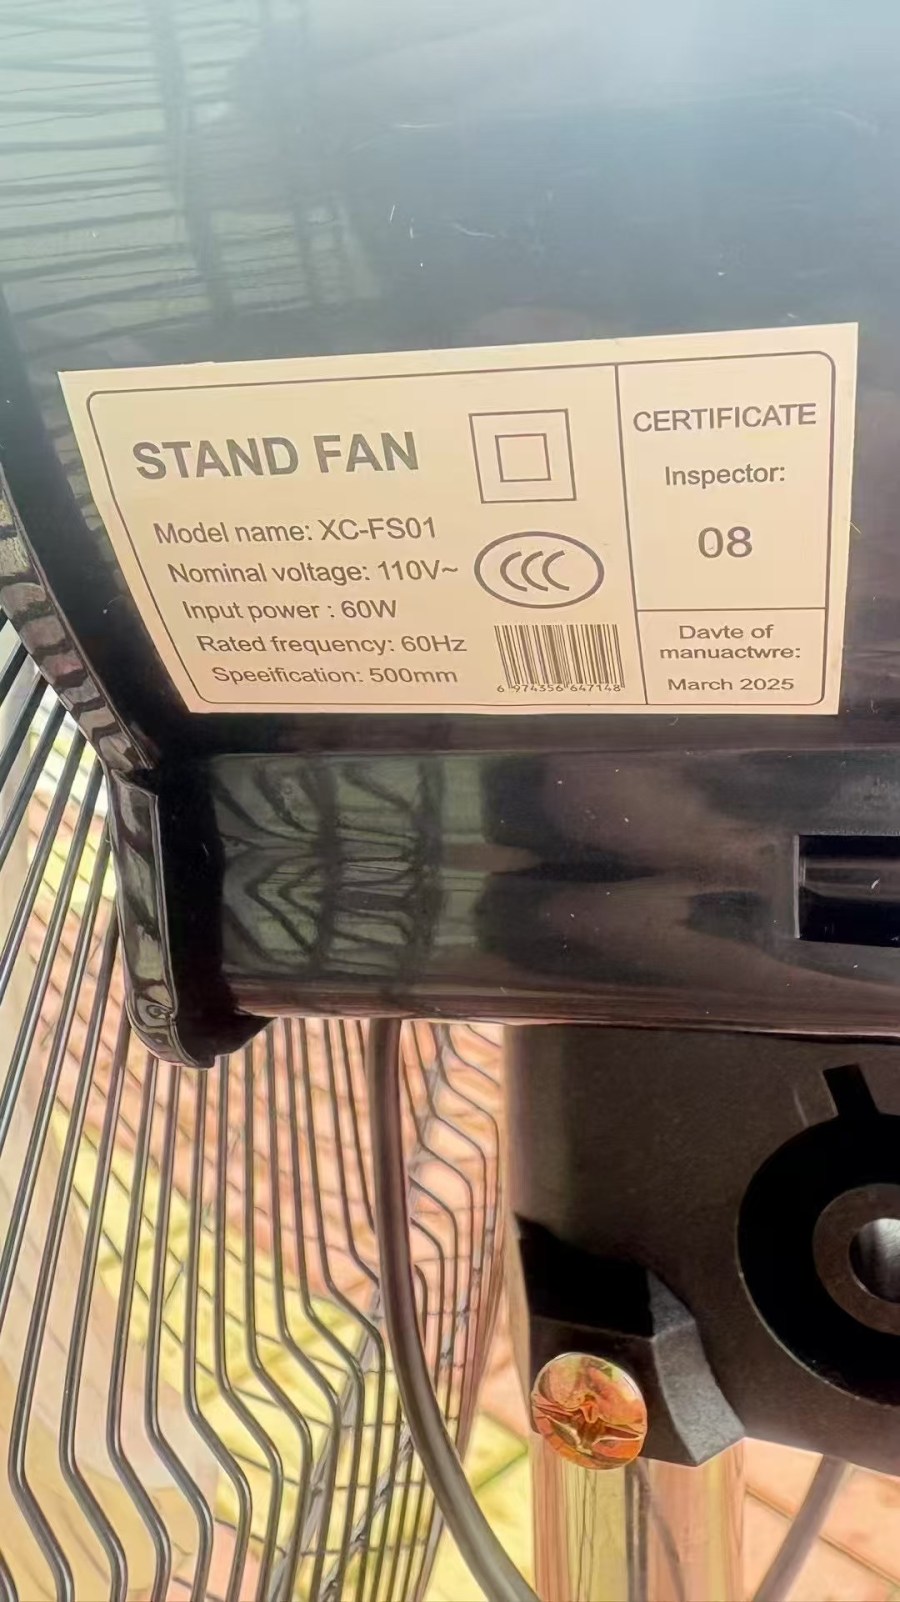 STAND FAN
Model name: XC-FS01
Nominal voltage: 110V~
Input power : 60W
Rated frequency: 60Hz
Speeification: 500mm
CCC
6 974356 647148
CERTIFICATE
Inspector:
08
Davte of
manuactwre:
March 2025